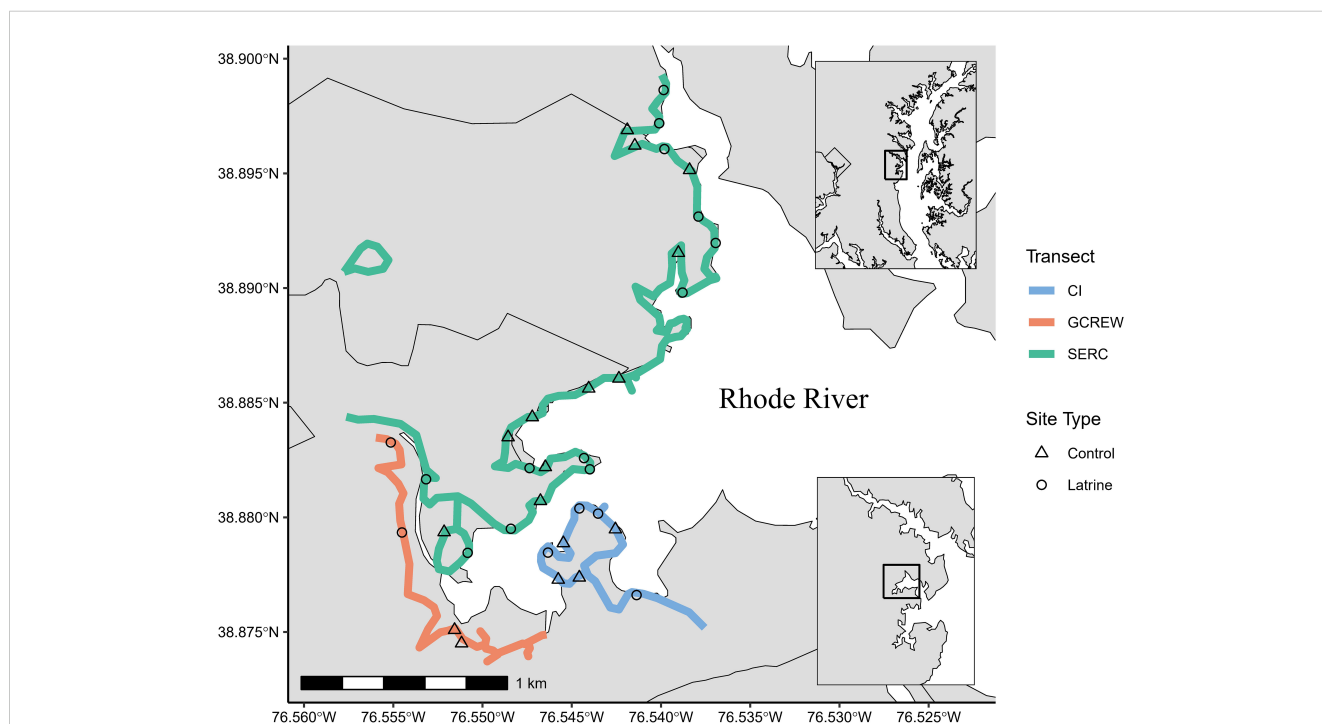 38.900°N
38.895°N
38.890°N
38.885°N
38.880°N
38.875°N
Rhode River
1 km
76.560°W 76.555°W 76.550°W 76.545°W 76.540°W 76.535°W 76.530°W 76.525°W
Transect
CI
GCREW
SERC
Site Type
Control
Latrine